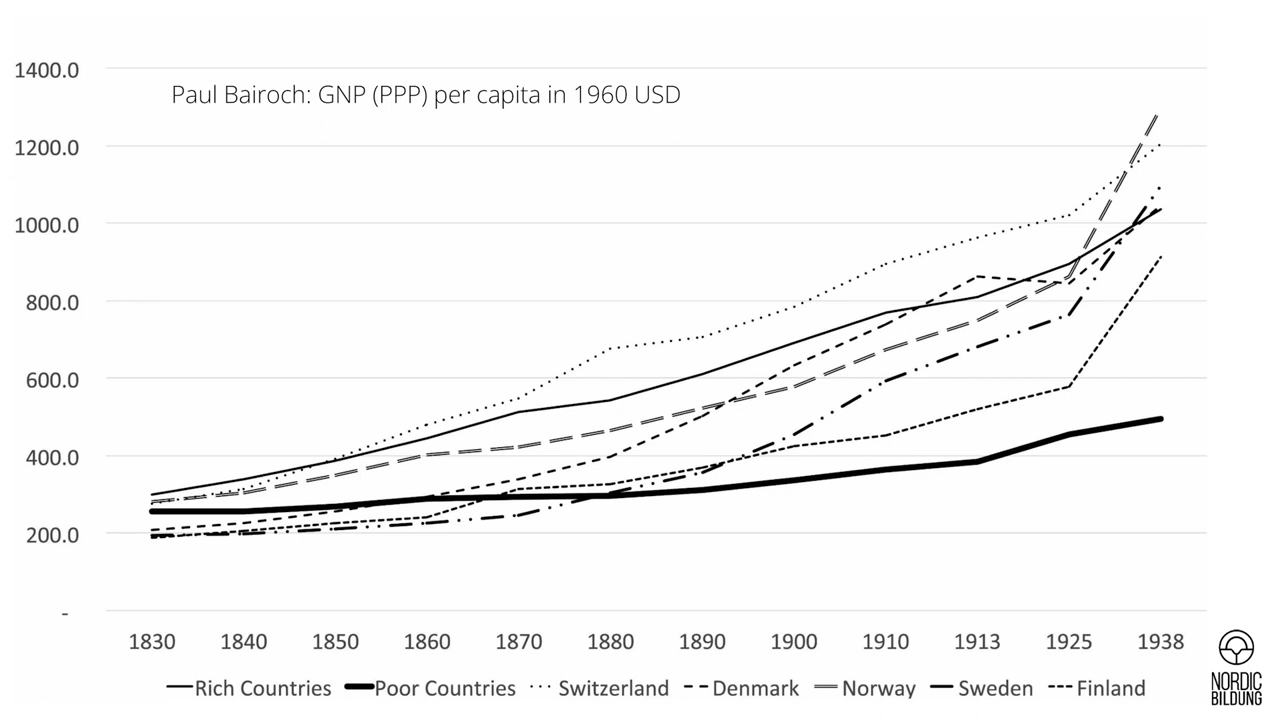 1400.0
Paul Bairoch: GNP (PPP) per capita in 1960 USD
1200.0
1000.0
800.0
600.0
400.0
200.0
-
1830 1840 1850 1860 1870 1880 1890 1900 1910 1913 1925 1938
Rich Countries Poor Countries Switzerland Denmark Norway Sweden Finland
NORDIC
BILDUNG